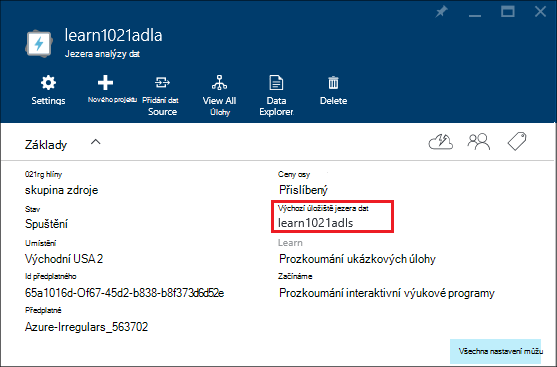 learn1021adla
Jezera analýzy dat
Settings
Nového projektu
Přidání dat
Source
View All
Úlohy
Data
Explorer
Delete
Základy
021rg hlíny
skupina zdroje
Stav
Spuštění
Umístění
Východní USA 2
Id předplatného
65a1016d-Of67-45d2-b838-b8f373d6d52e
Předplatné
Azure-Irregulars_563702
Ceny osy
Přislíbený
Výchozí úložiště jezera dat
learn1021adls
Learn
Prozkoumání ukázkových úlohy
Začínáme
Prozkoumání interaktivní výukové programy
Všechna nastavení můžu